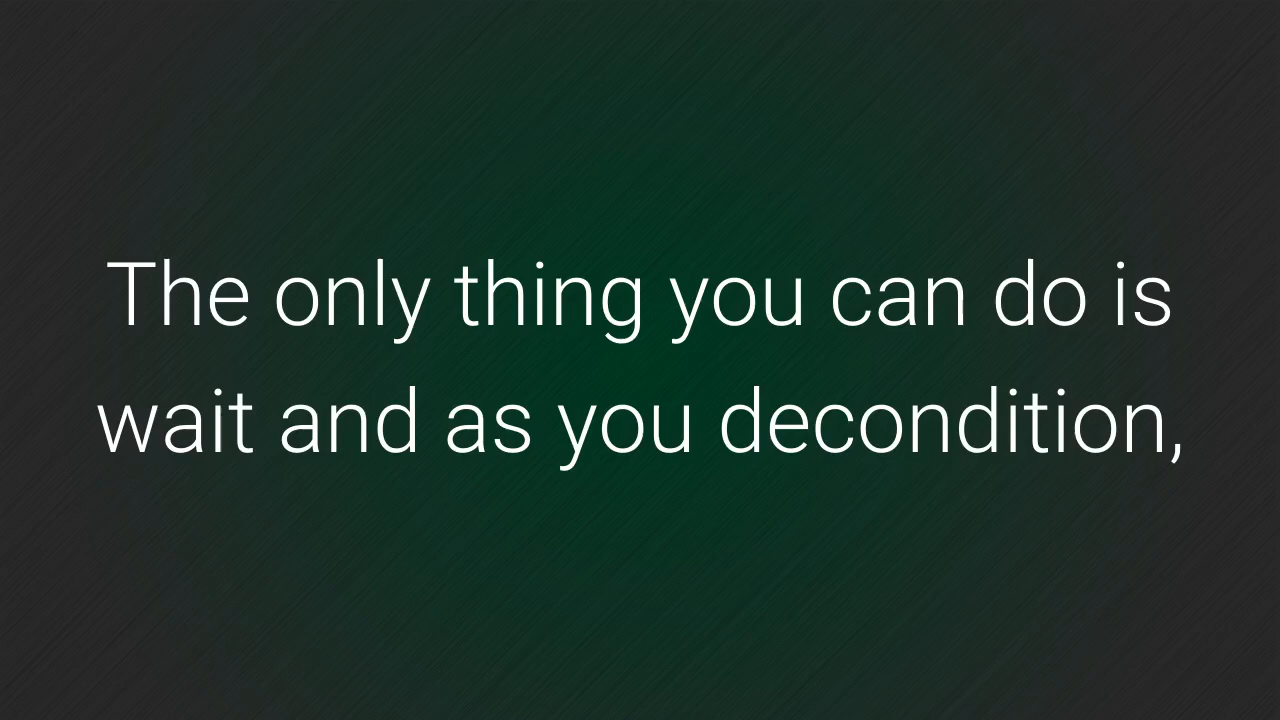 The only thing you can do is
wait and as you decondition,